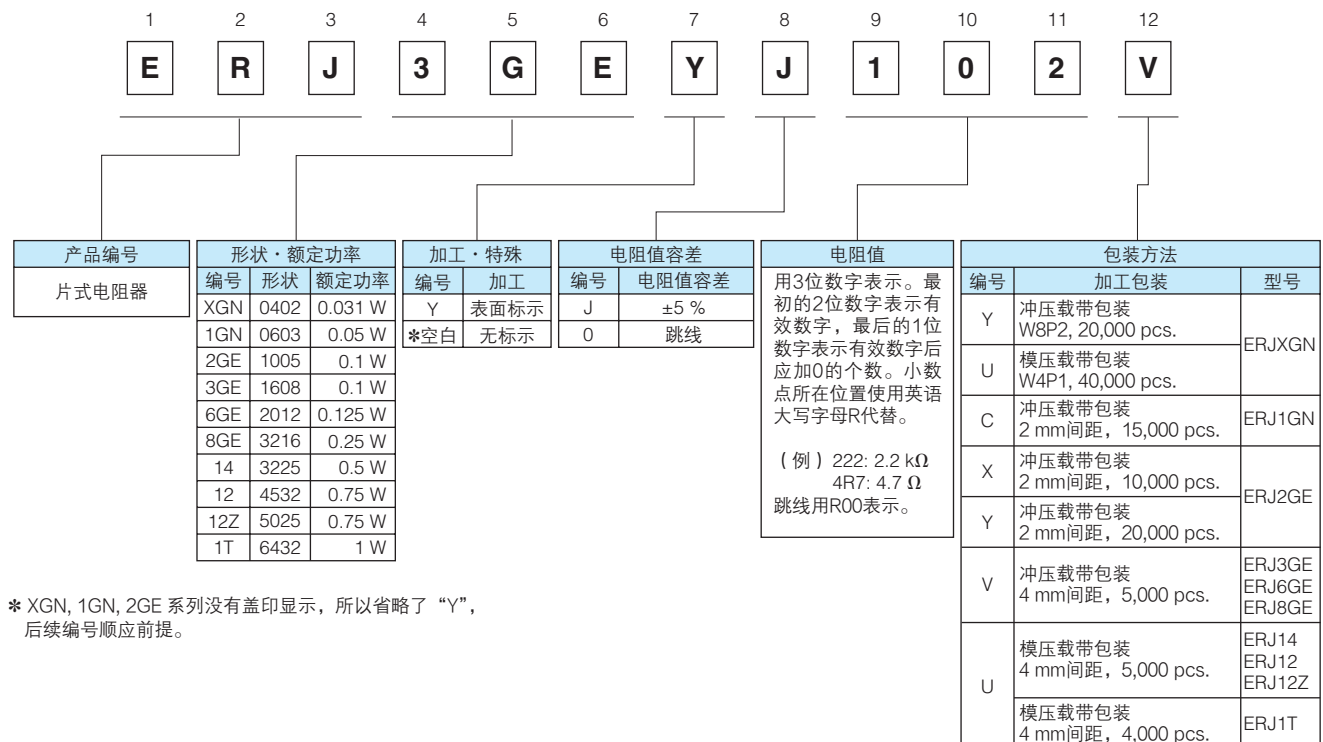 1 2 3 4 5 6 7 8 9 10 11 12
E R J 3 G E Y J 1 0 2 V
产品编号
片式电阻器
形状・额定功率
编号 形状 额定功率
XGN 0402 0.031 W
1GN 0603 0.05 W
2GE 1005 0.1 W
3GE 1608 0.1 W
6GE 2012 0.125 W
8GE 3216 0.25 W
14 3225 0.5 W
12 4532 0.75 W
12Z 5025 0.75 W
1T 6432 1 W
加工・特殊
编号 加工
Y 表面标示
✽空白 无标示
电阻值容差
编号 电阻值容差
J ±5 %
0 跳线
电阻值
用3位数字表示。最
初的2位数字表示有
效数字，最后的1位
数字表示有效数字后
应加0的个数。小数
点所在位置使用英语
大写字母R代替。
（例）222: 2.2 kΩ
4R7: 4.7 Ω
跳线用R00表示。
包装方法
编号 加工包装 型号
Y 冲压载带包装
W8P2, 20,000 pcs.
ERJXGN
U 模压载带包装
W4P1, 40,000 pcs.
C 冲压载带包装
2 mm间距，15,000 pcs.
ERJ1GN
X 冲压载带包装
2 mm间距，10,000 pcs.
ERJ2GE
Y 冲压载带包装
2 mm间距，20,000 pcs.
V 冲压载带包装
4 mm间距，5,000 pcs.
ERJ3GE
ERJ6GE
ERJ8GE
U 模压载带包装
4 mm间距，5,000 pcs.
ERJ14
ERJ12
ERJ12Z
模压载带包装
4 mm间距，4,000 pcs.
ERJ1T
✽ XGN, 1GN, 2GE 系列没有盖印显示，所以省略了“Y”，
后续编号顺应前提。